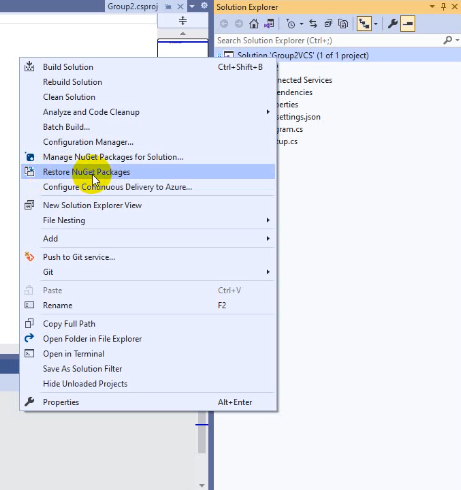 Group2.csproj
Solution Explorer
Search Solution Explorer (Ctrl+;)
Solution 'Group2VCS' (1 of 1 project)
Build Solution Ctrl+Shift+B
Rebuild Solution
Clean Solution
Analyze and Code Cleanup
Batch Build...
Configuration Manager...
Manage NuGet Packages for Solution...
Restore NuGet Packages
Configure Continuous Delivery to Azure...
New Solution Explorer View
File Nesting
Add
Push to Git service...
Git
Paste Ctrl+V
Rename F2
Copy Full Path
Open Folder in File Explorer
Open in Terminal
Save As Solution Filter
Hide Unloaded Projects
Properties Alt+Enter
nected Services
endencies
perties
settings.json
gram.cs
tup.cs